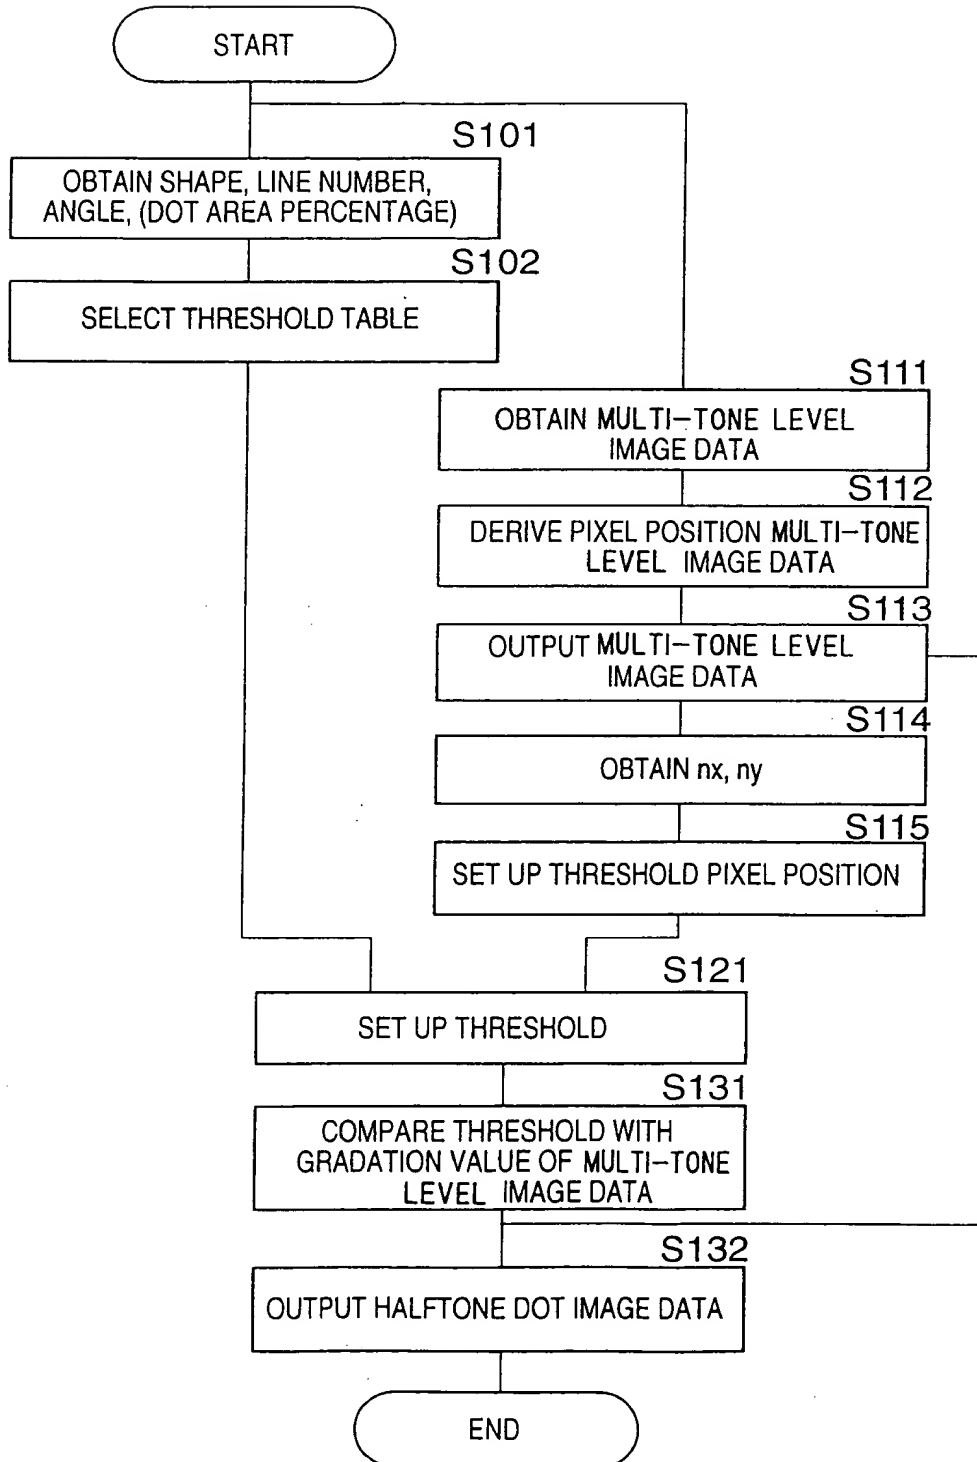 START
S101
OBTAIN SHAPE, LINE NUMBER,
ANGLE, (DOT AREA PERCENTAGE)
S102
SELECT THRESHOLD TABLE
S111
OBTAIN MULTI-TONE LEVEL
IMAGE DATA
S112
DERIVE PIXEL POSITION MULTI-TONE
LEVEL IMAGE DATA
S113
OUTPUT MULTI-TONE LEVEL
IMAGE DATA
S114
OBTAIN nx, ny
S115
SET UP THRESHOLD PIXEL POSITION
S121
SET UP THRESHOLD
S131
COMPARE THRESHOLD WITH
GRADATION VALUE OF MULTI-TONE
LEVEL IMAGE DATA
S132
OUTPUT HALFTONE DOT IMAGE DATA
END